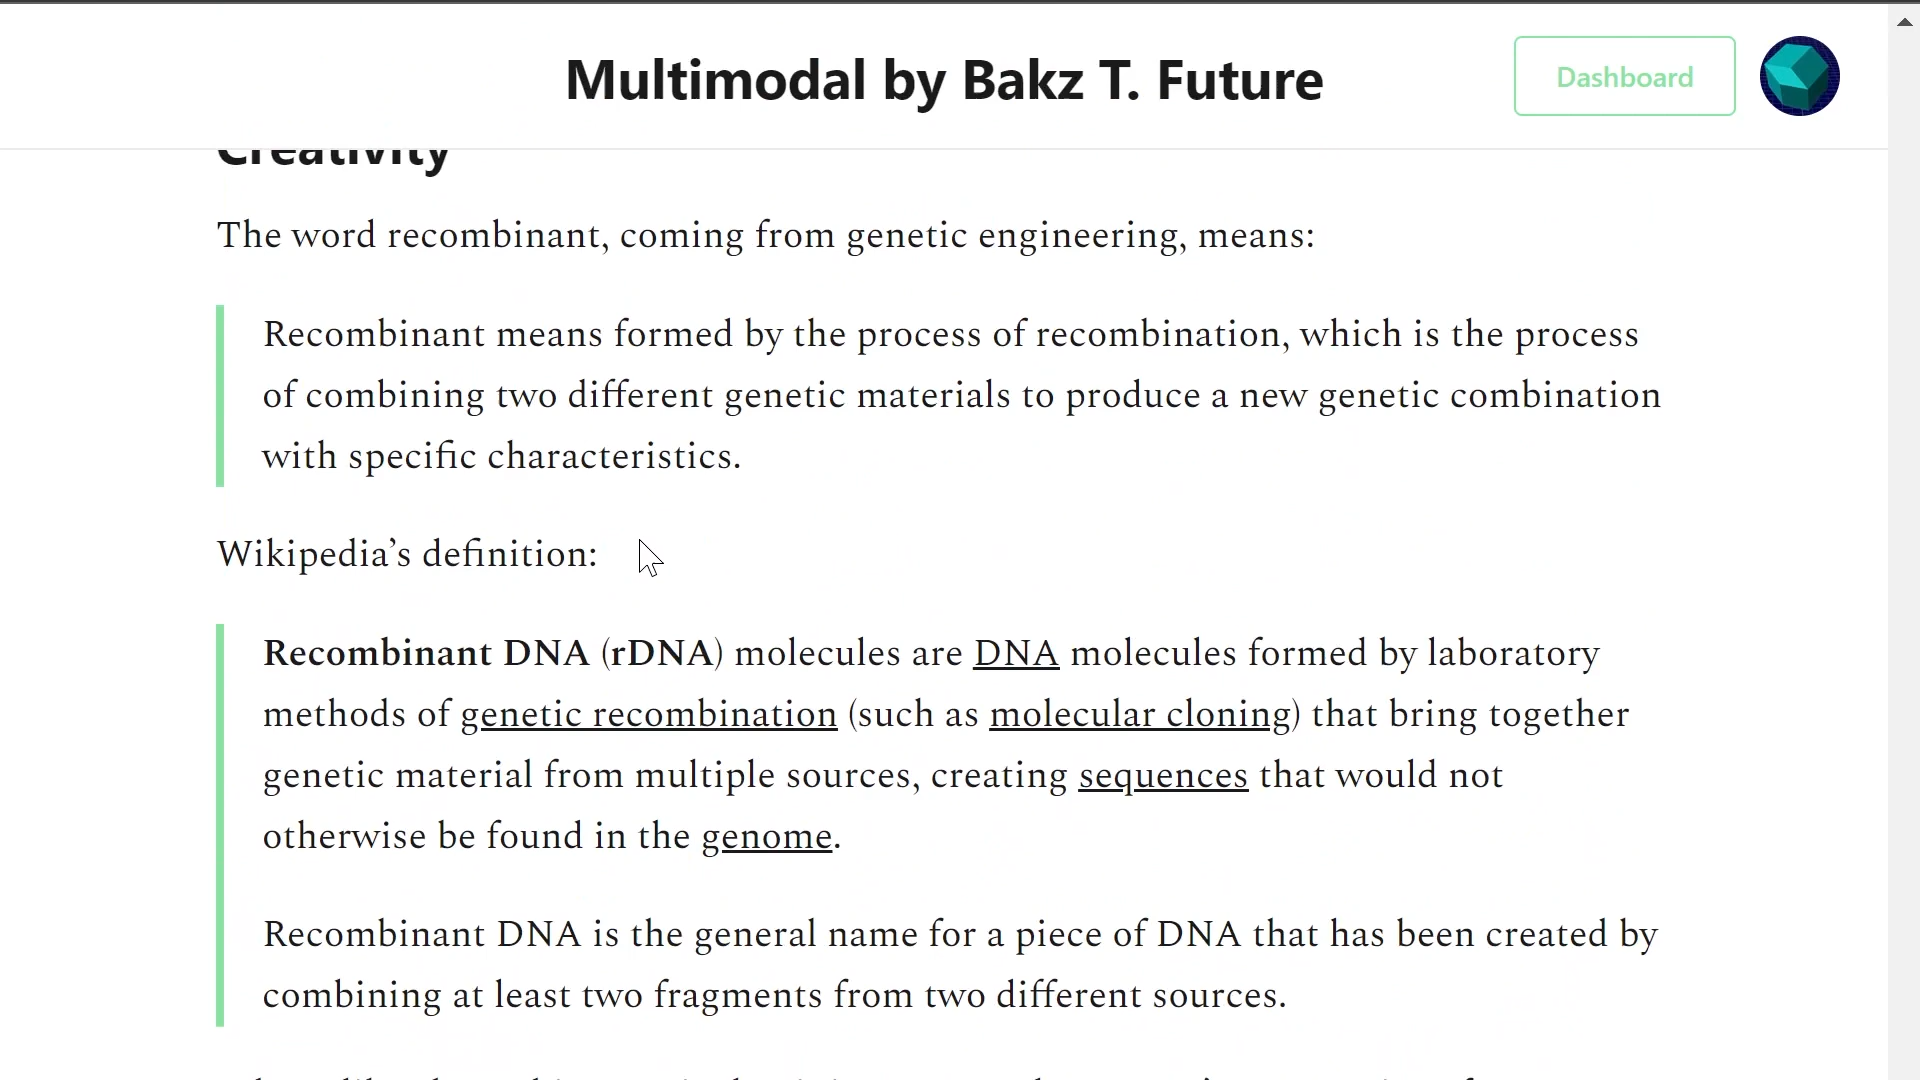 Multimodal by Bakz T. Future
Dashboard
Creativity
The word recombinant, coming from genetic engineering, means:
Recombinant means formed by the process of recombination, which is the process
of combining two different genetic materials to produce a new genetic combination
with specific characteristics.
Wikipedia’s definition:
Recombinant DNA (rDNA) molecules are DNA molecules formed by laboratory
methods of genetic recombination (such as molecular cloning) that bring together
genetic material from multiple sources, creating sequences that would not
otherwise be found in the genome.
Recombinant DNA is the general name for a piece of DNA that has been created by
combining at least two fragments from two different sources.